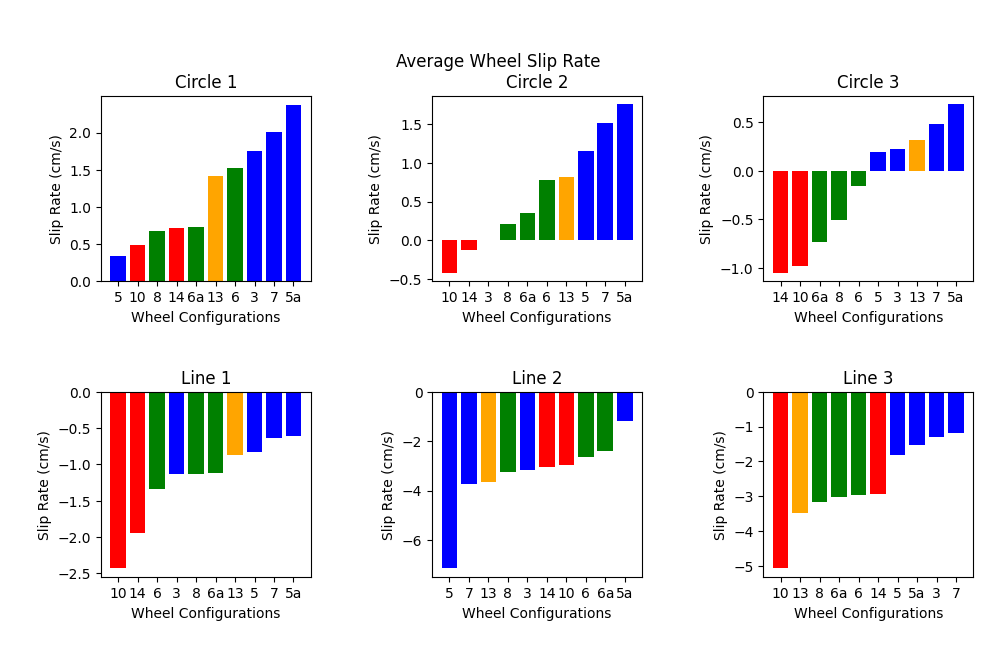 Average Wheel Slip Rate
Circle 1
Slip Rate (cm/s)
2.0
1.5
1.0
0.5
0.0
5 10 8 14 6a 13 6 3 7 5a
Wheel Configurations
Circle 2
Slip Rate (cm/s)
1.5
1.0
0.5
0.0
−0.5
10 14 3 8 6a 6 13 5 7 5a
Wheel Configurations
Circle 3
Slip Rate (cm/s)
0.5
0.0
−0.5
−1.0
14 10 6a 8 6 5 3 13 7 5a
Wheel Configurations
Line 1
Slip Rate (cm/s)
0.0
−0.5
−1.0
−1.5
−2.0
−2.5
10 14 6 3 8 6a 13 5 7 5a
Wheel Configurations
Line 2
Slip Rate (cm/s)
0
−2
−4
−6
5 7 13 8 3 14 10 6 6a 5a
Wheel Configurations
Line 3
Slip Rate (cm/s)
0
−1
−2
−3
−4
−5
10 13 8 6a 6 14 5 5a 3 7
Wheel Configurations